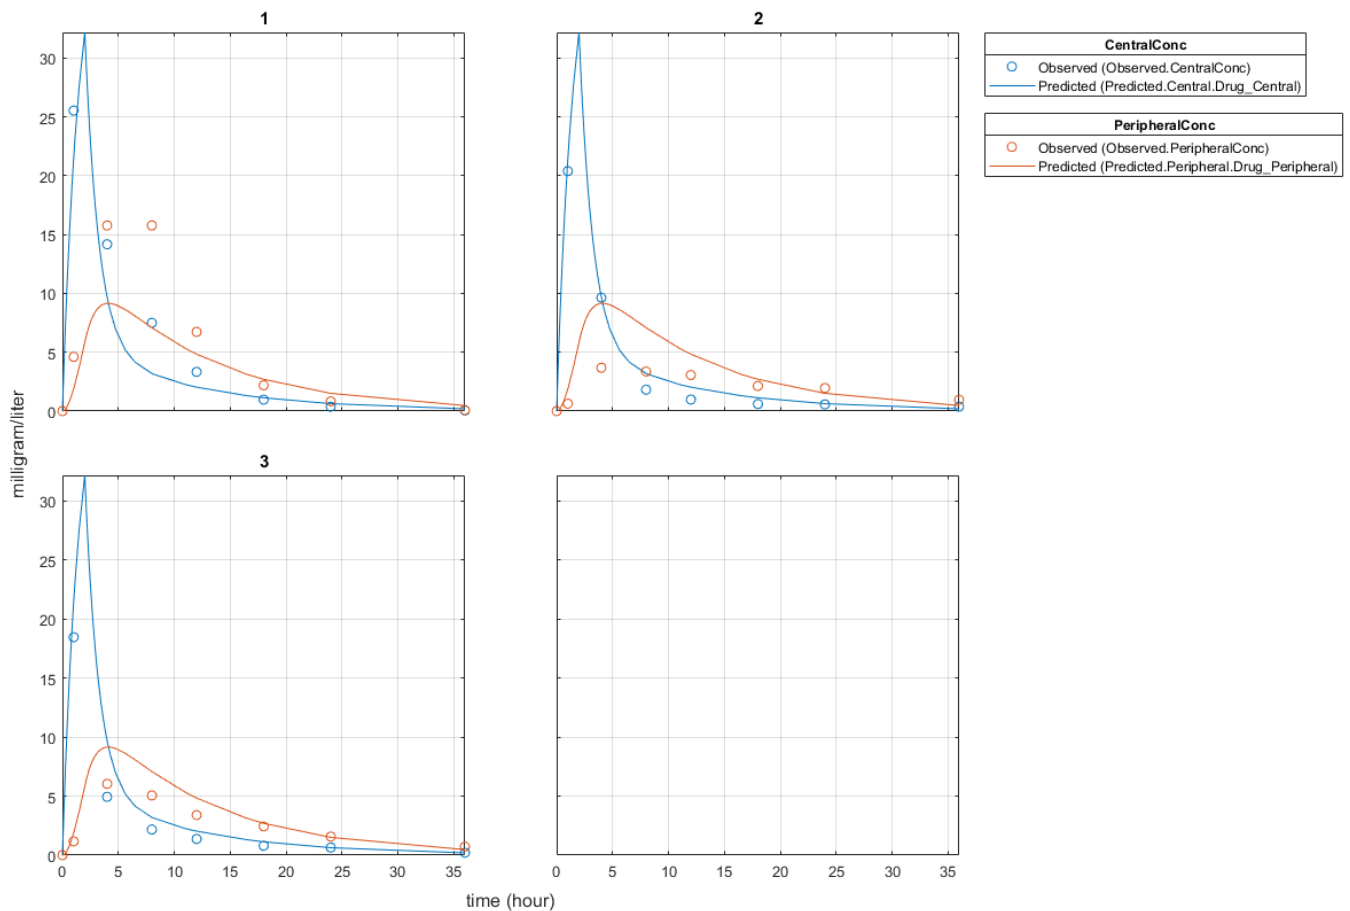 1
2
CentralConc
Observed (Observed.CentralConc)
Predicted (Predicted.Central.Drug_Central)
PeripheralConc
Observed (Observed.PeripheralConc)
Predicted (Predicted.Peripheral.Drug_Peripheral)
30
25
20
15
10
5
0
milligram/liter
3
30
25
20
15
10
5
0
0 5 10 15 20 25 30 35
0 5 10 15 20 25 30 35
time (hour)